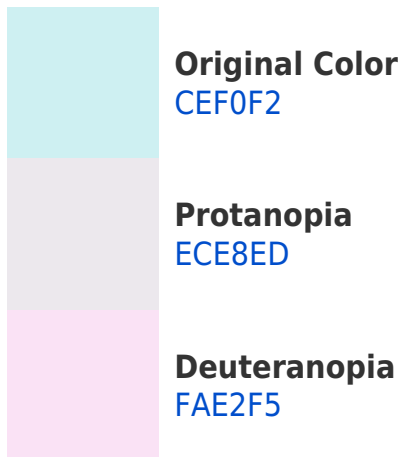 Original Color
CEF0F2
Protanopia
ECE8ED
Deuteranopia
FAE2F5